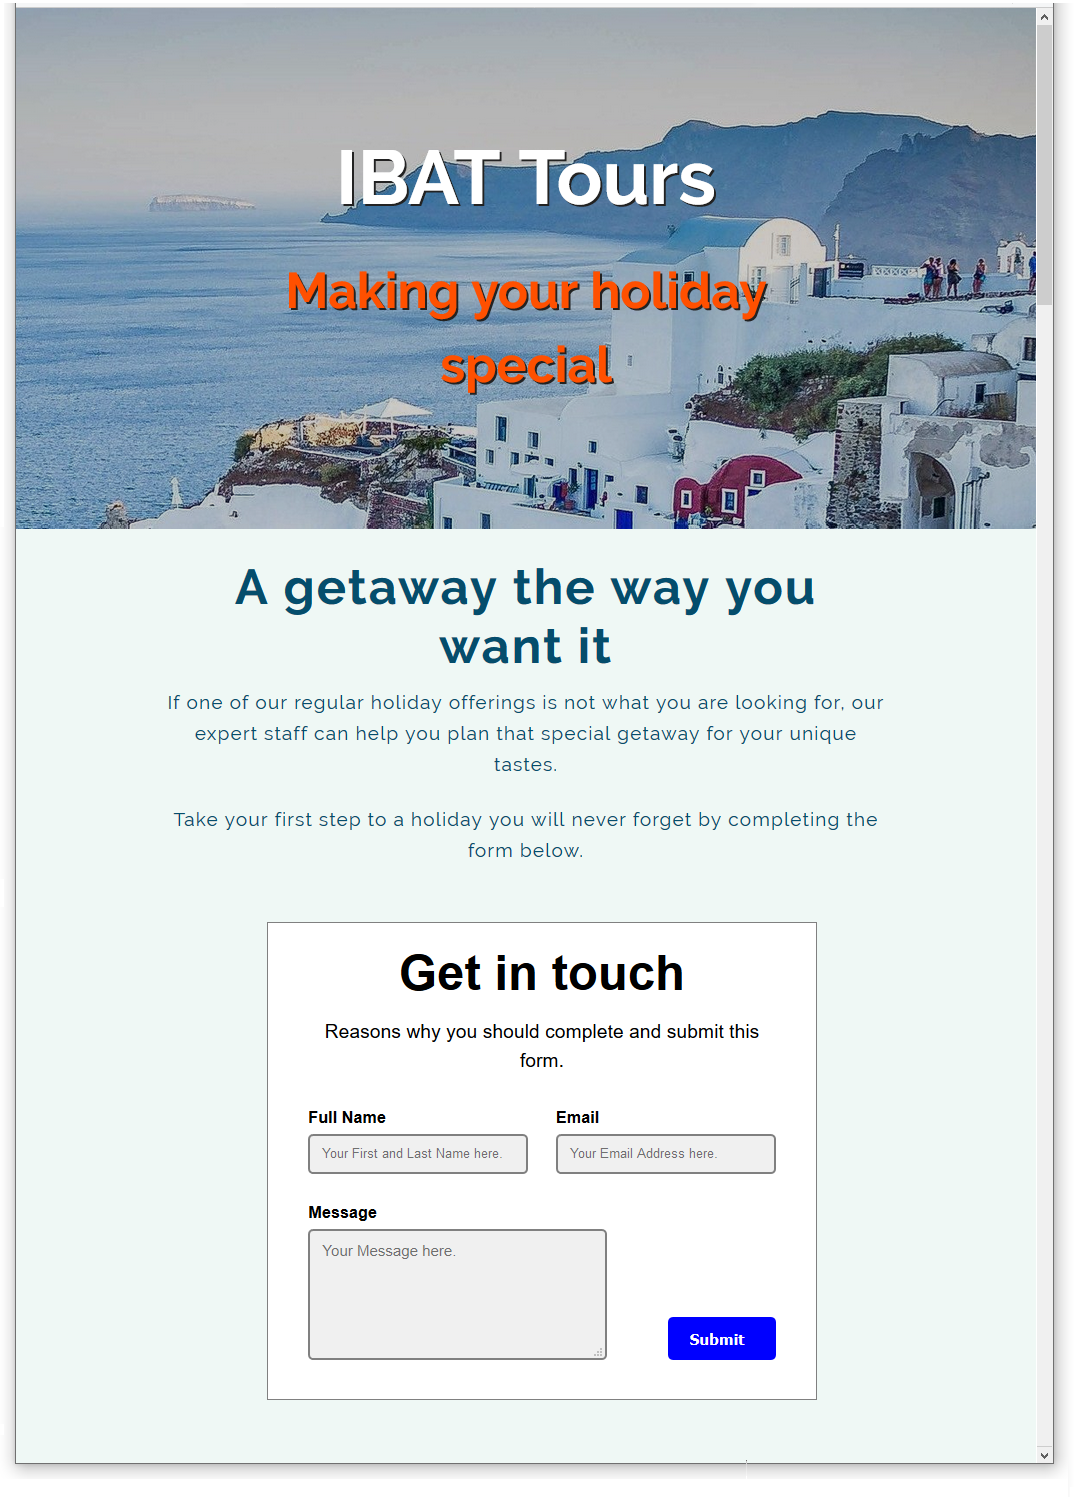 IBAT Tours
Making your holiday
special
A getaway the way you
want it
If one of our regular holiday offerings is not what you are looking for, our
expert staff can help you plan that special getaway for your unique
tastes.
Take your first step to a holiday you will never forget by completing the
form below.
Get in touch
Reasons why you should complete and submit this
form.
Full Name
Email
Your First and Last Name here.
Your Email Address here.
Message
Your Message here.
Submit